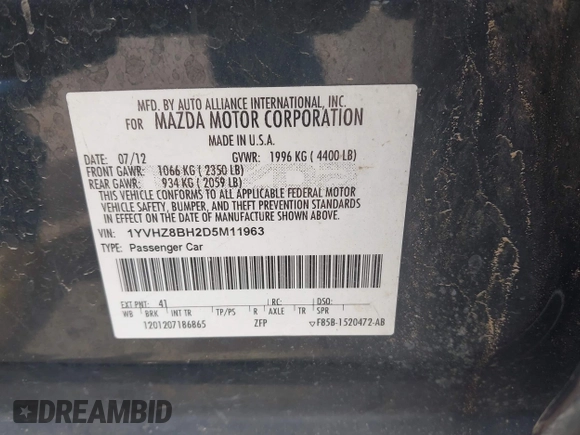 MFD. BY AUTO ALLIANCE INTERNATIONAL, INC.
FOR MAZDA MOTOR CORPORATION
MADE IN U.S.A.
DATE: 07/12 GVWR: 1996 KG ( 4400 LB)
FRONT GAWR: 1066 KG ( 2350 LB)
REAR GAWR: 934 KG ( 2059 LB)
THIS VEHICLE CONFORMS TO ALL APPLICABLE FEDERAL MOTOR
VEHICLE SAFETY, BUMPER, AND THEFT PREVENTION STANDARDS
IN EFFECT ON THE DATE OF MANUFACTURE SHOWN ABOVE.
VIN: 1YVHZ8BH2D5M11963
TYPE: Passenger Car
EXT PNT: 41 RC: DSO:
WB BRK INT TR TP/PS R AXLE TR SPR
1201207186865 ZFP F85B-1520472-AB
DREAMBID